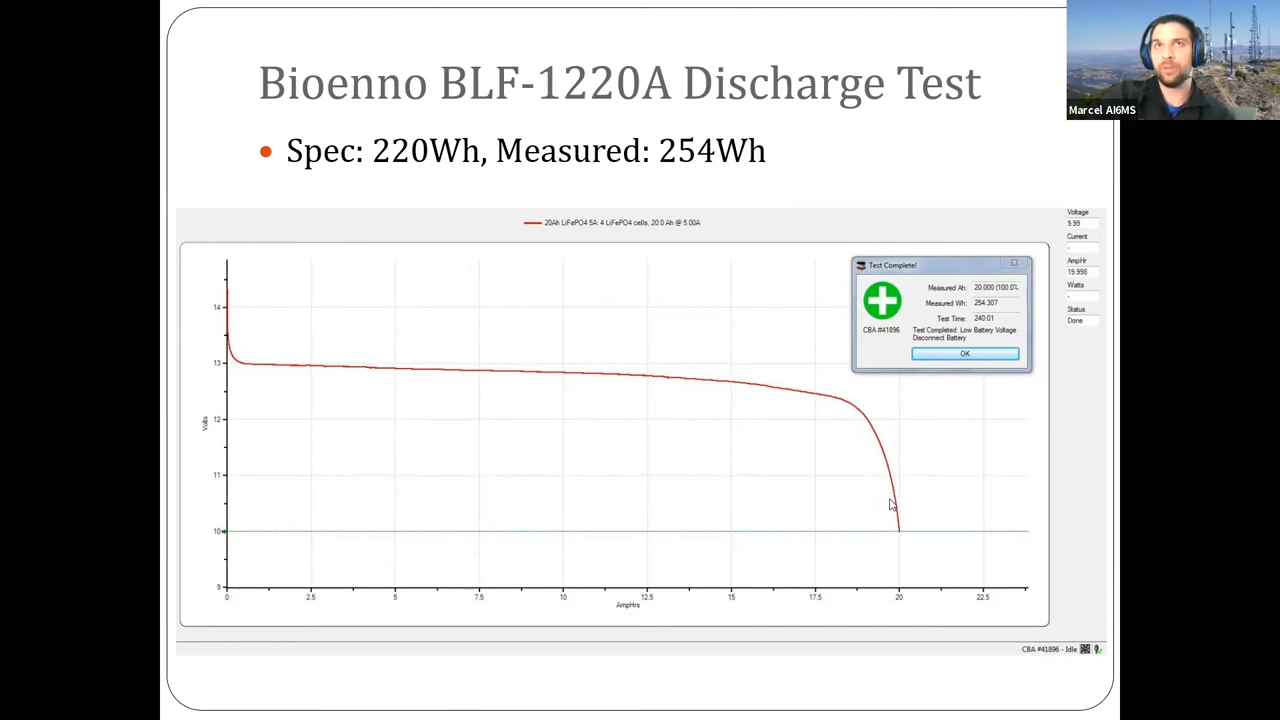 Bioenno BLF-1220A Discharge Test
Marcel AI6MS
• Spec: 220Wh, Measured: 254Wh
20Ah LiFePO4 5A: 4 LiFePO4 cells, 20.0 Ah @ 5.00A
Voltage
9.99
Current
-
AmpHr
19.998
Watts
-
Status
Done
Test Complete!
Measured Ah: 20.000 (100.0%
Measured Wh: 254.307
Test Time: 240:01
CBA #41896
Test Completed: Low Battery Voltage
Disconnect Battery
OK
Volts
14
13
12
11
10
9
0 2.5 5 7.5 10 12.5 15 17.5 20 22.5
AmpHrs
CBA #41896 - Idle